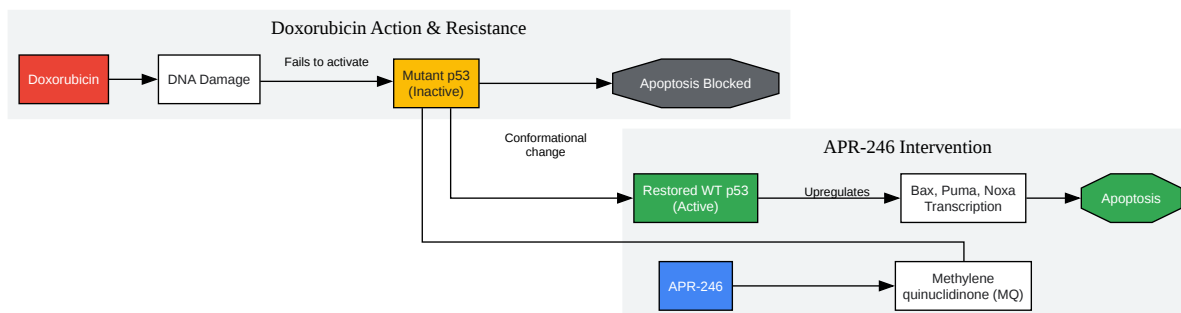 Doxorubicin Action & Resistance
Doxorubicin
DNA Damage
Fails to activate
Mutant p53
(Inactive)
Apoptosis Blocked
Conformational
change
APR-246 Intervention
Restored WT p53
(Active)
Upregulates
Bax, Puma, Noxa
Transcription
Apoptosis
APR-246
Methylene
quinuclidinone (MQ)